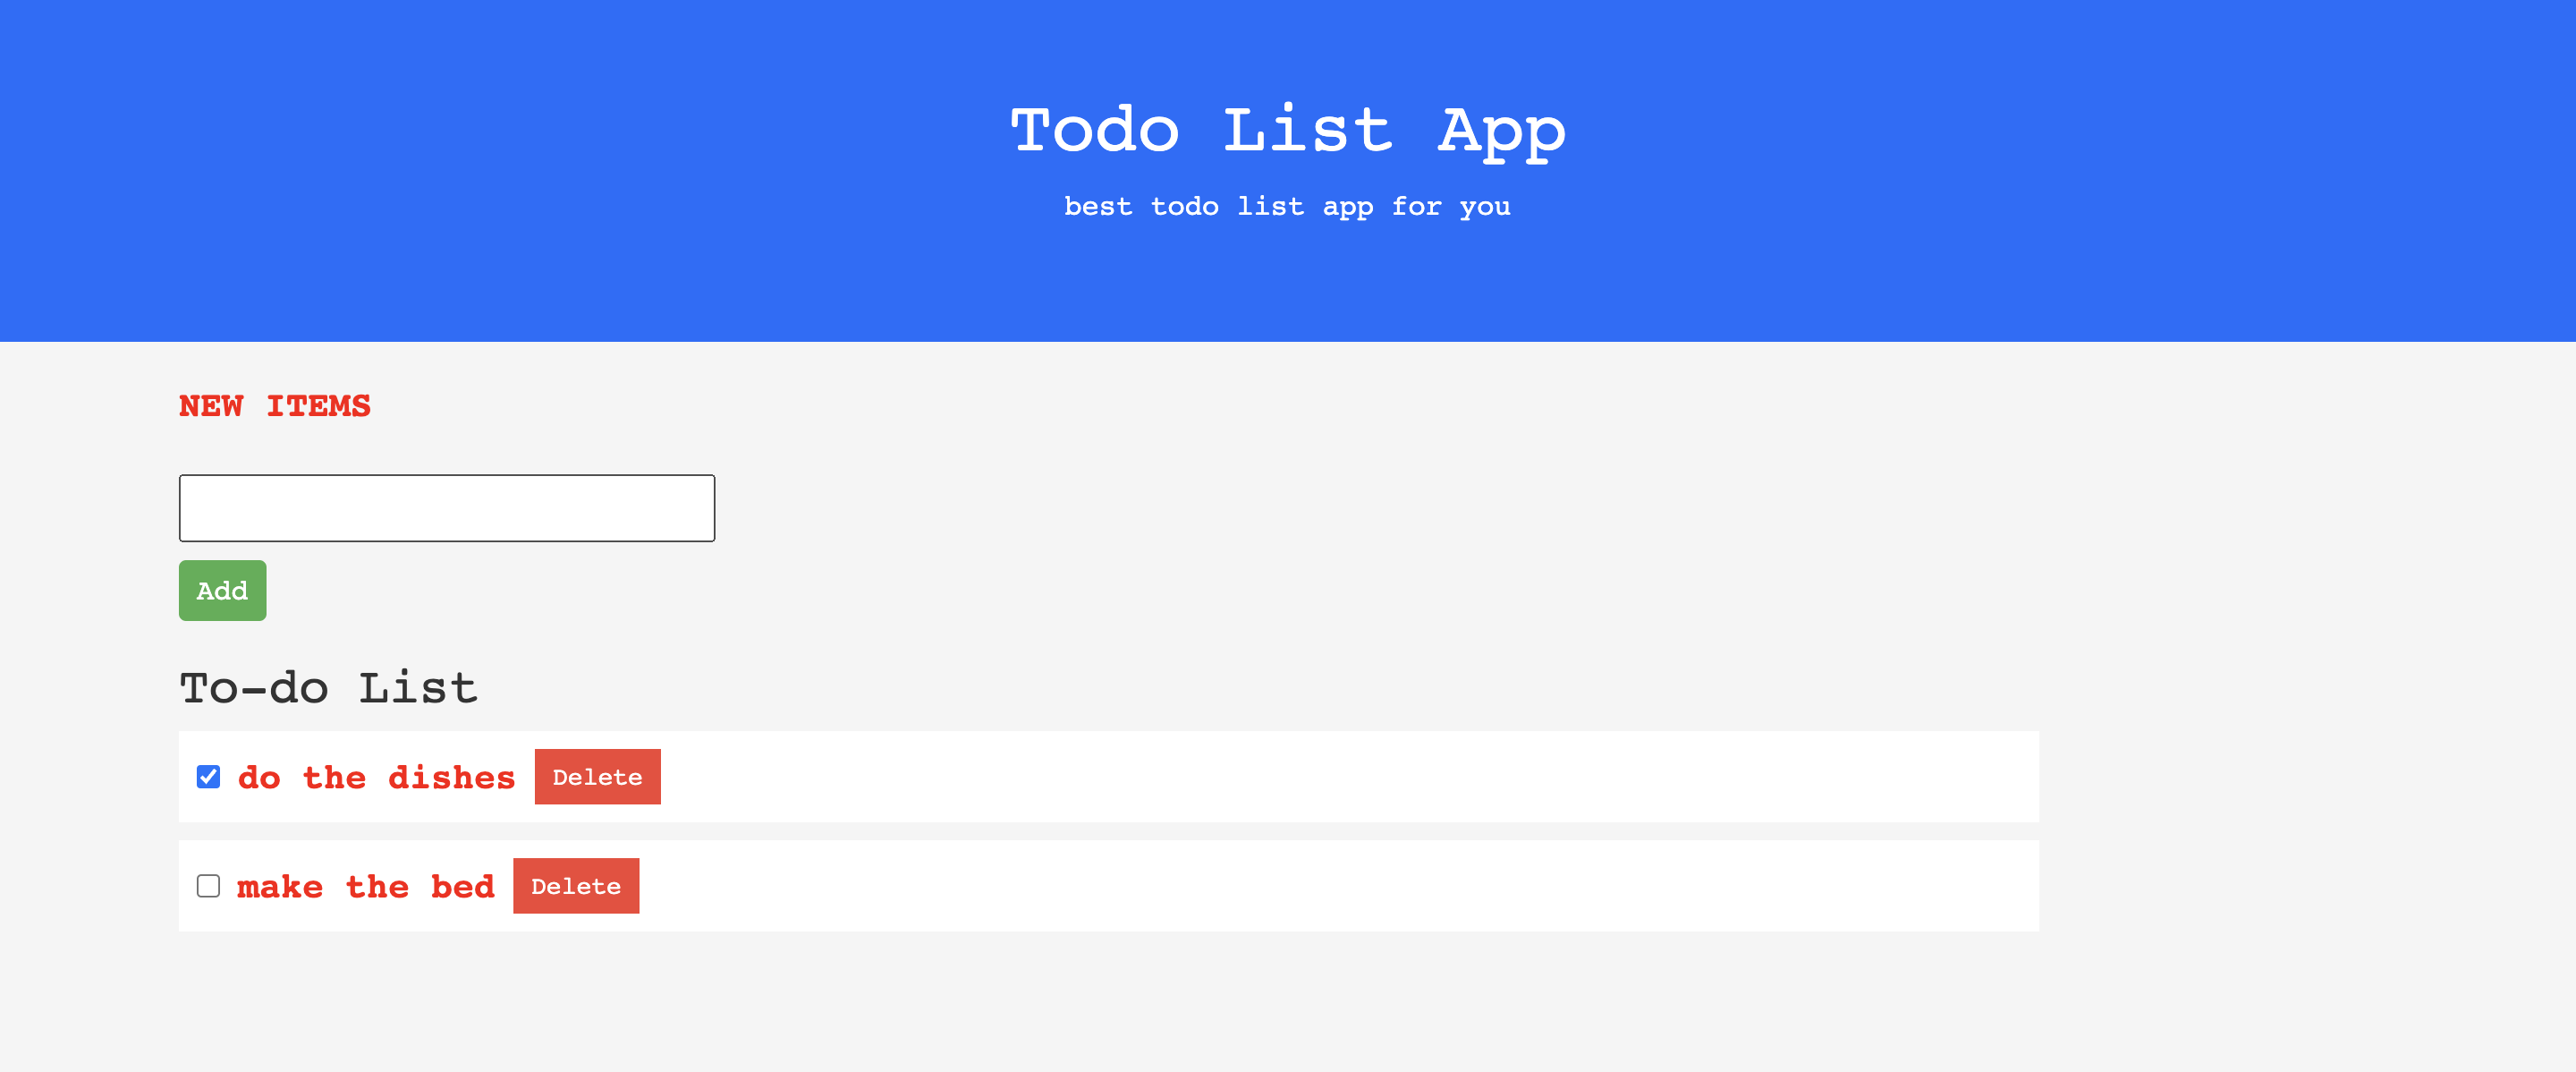 Todo List App
best todo list app for you
NEW ITEMS
Add
To-do List
do the dishes Delete
make the bed Delete